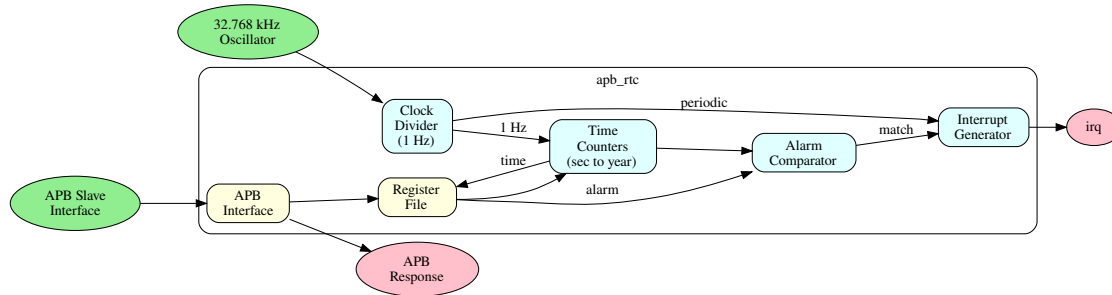 32.768 kHz
Oscillator
apb_rtc
Clock
Divider
(1 Hz)
periodic
1 Hz
Time
Counters
(sec to year)
time
Alarm
Comparator
match
Interrupt
Generator
irq
APB Slave
Interface
APB
Interface
Register
File
alarm
APB
Response